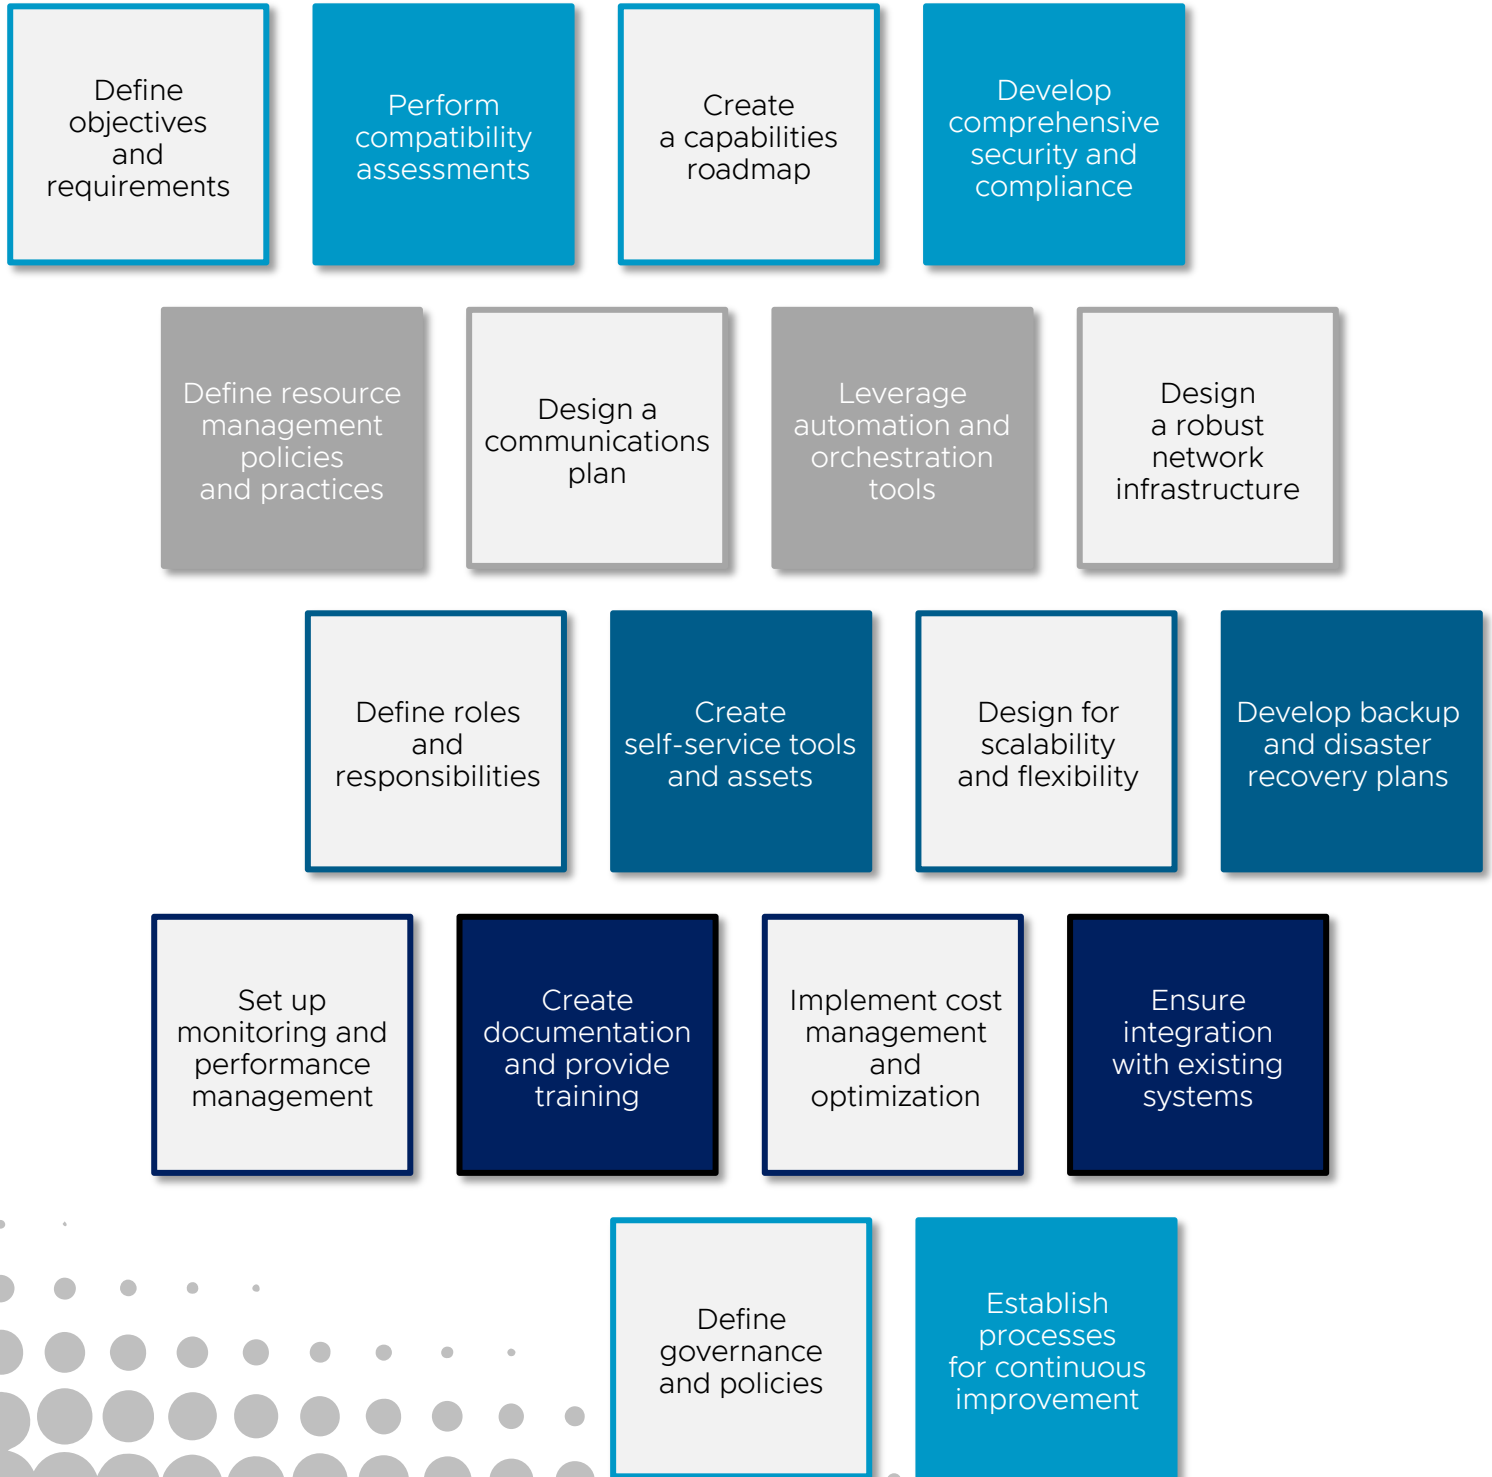 Define
objectives
and
requirements
Perform
compatibility
assessments
Create
a capabilities
roadmap
Develop
comprehensive
security and
compliance
Define resource
management
policies
and practices
Design a
communications
plan
Leverage
automation and
orchestration
tools
Design
a robust
network
infrastructure
Define roles
and
responsibilities
Create
self-service tools
and assets
Design for
scalability
and flexibility
Develop backup
and disaster
recovery plans
Set up
monitoring and
performance
management
Create
documentation
and provide
training
Implement cost
management
and
optimization
Ensure
integration
with existing
systems
Define
governance
and policies
Establish
processes
for continuous
improvement